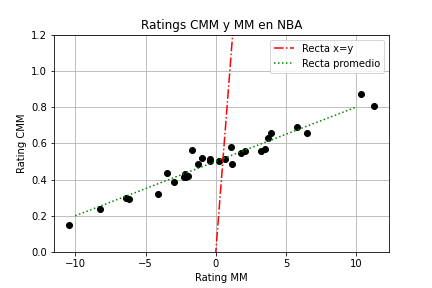 Ratings CMM y MM en NBA
Recta x=y
Recta promedio
Rating CMM
1.2
1.0
0.8
0.6
0.4
0.2
0.0
−10
−5
0
5
10
Rating MM